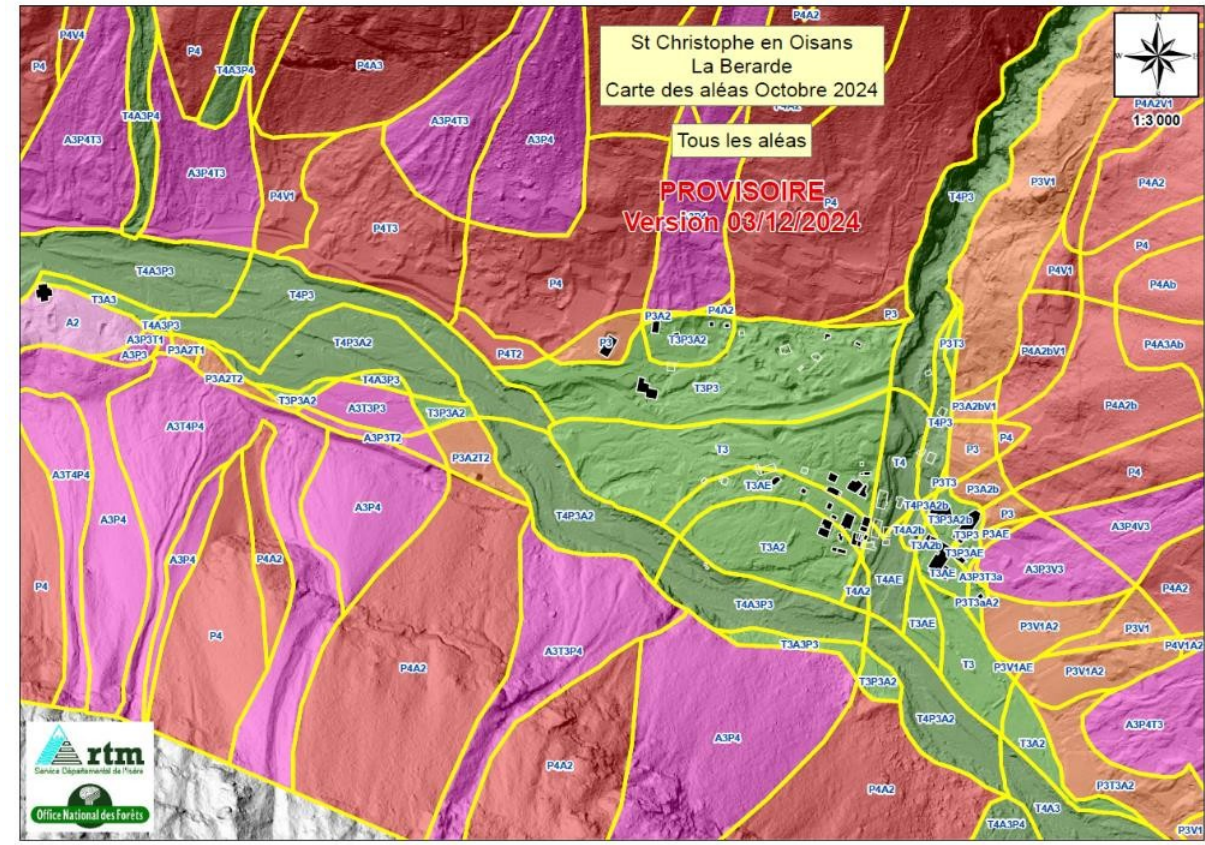 P4V4
P4
P4
T4A3P4
P4A3
P4A2
St Christophe en Oisans
La Berarde
Carte des aléas Octobre 2024
N
P4A2V1
1:3 000
T4A3P4
A3P4T3
A3P4T3
A3P4
Tous les aléas
A3P4T3
P4V1
PROVISOIRE
Version 03/12/2024
P4
T4P3
P3V1
P4A2
P4T3
P4
T4A3P3
P4
P4V1
P4Ab
T3A3
T4P3
P3A2
P4A2
P3
A2
T4A3P3
A3P3T1
A3P3
P3A2T1
T4P3A2
P4T2
P3
T3P3A2
P3T3
P4A2bV1
P4A3Ab
P3A2T2
T4A3P3
T3P3
T3P3A2
A3T3P3
T3P3A2
P3A2bV1
P4A2b
A3T4P4
A3P3T2
T4P3
P4
T3
P3
P3A2T2
T4
A3T4P4
T3AE
P3T3
P3A2b
P4
A3P4
A3P4
T4P3A2
T4P3A2b
T3P3A2b
P3
A3P4V3
T4A2b
T3P3
P3AE
T3A2
T3A2b
T3P3AE
A3P4
P4A2
T3AE
A3P3T3a
A3P3V3
P4
T4AE
T4A2
P3T3aA2
P4A2
T4A3P3
P4
T3AE
P3V1A2
P3V1
T3A3P3
P4V1A2
A3T3P4
P4A2
T3
P3V1AE
P3V1A2
T3P3A2
T4P3A2
A3P4
A3P4T3
T3A2
rtm
Service Départemental de l'Isère
P4A2
P4A2
P3T3A2
T4A3
Office National des Forêts
T4A3P4
P3V1